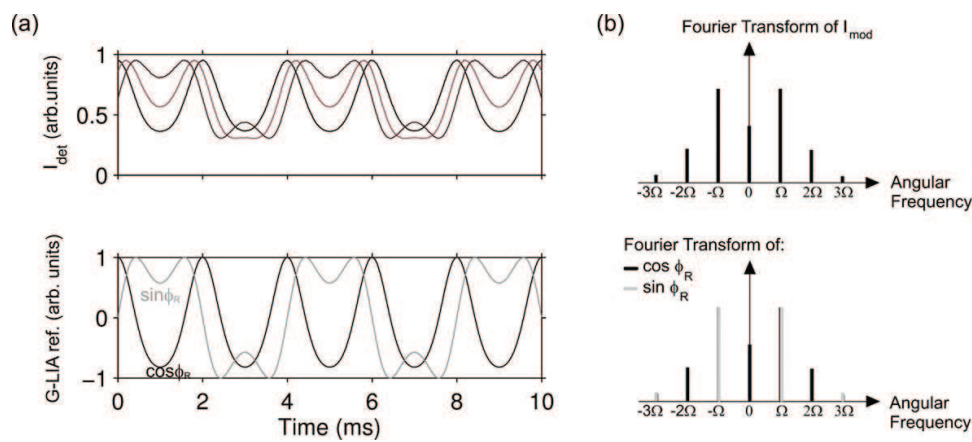 (a)
I_det (arb.units)
1
0.5
0
G-LIA ref. (arb. units)
1
0
−1
sinϕ_R
cosϕ_R
0 2 4 6 8 10
Time (ms)
(b)
Fourier Transform of I_mod
-3Ω -2Ω -Ω 0 Ω 2Ω 3Ω
Angular
Frequency
Fourier Transform of:
cos ϕ_R
sin ϕ_R
-3Ω -2Ω -Ω 0 Ω 2Ω 3Ω
Angular
Frequency